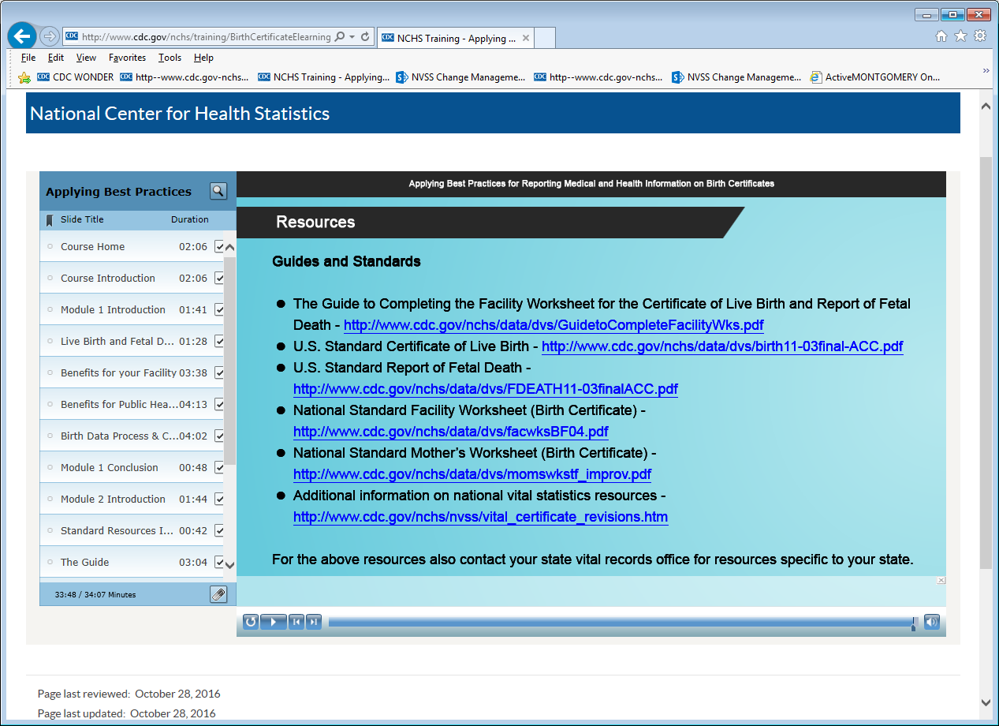 CDC http://www.cdc.gov/nchs/training/BirthCertificateElearning
CDC NCHS Training - Applying ...
File Edit View Favorites Tools Help
CDC CDC WONDER CDC http--www.cdc.gov-nchs... CDC NCHS Training - Applying... NVSS Change Manageme... CDC http--www.cdc.gov-nchs... NVSS Change Manageme... ActiveMONTGOMERY On...
National Center for Health Statistics
Applying Best Practices
Slide Title Duration
Course Home 02:06
Course Introduction 02:06
Module 1 Introduction 01:41
Live Birth and Fetal D... 01:28
Benefits for your Facility 03:38
Benefits for Public Hea... 04:13
Birth Data Process & C... 04:02
Module 1 Conclusion 00:48
Module 2 Introduction 01:44
Standard Resources I... 00:42
The Guide 03:04
33:48 / 34:07 Minutes
Applying Best Practices for Reporting Medical and Health Information on Birth Certificates
Resources
Guides and Standards
● The Guide to Completing the Facility Worksheet for the Certificate of Live Birth and Report of Fetal
Death - http://www.cdc.gov/nchs/data/dvs/GuidetoCompleteFacilityWks.pdf
● U.S. Standard Certificate of Live Birth - http://www.cdc.gov/nchs/data/dvs/birth11-03final-ACC.pdf
● U.S. Standard Report of Fetal Death -
http://www.cdc.gov/nchs/data/dvs/FDEATH11-03finalACC.pdf
● National Standard Facility Worksheet (Birth Certificate) -
http://www.cdc.gov/nchs/data/dvs/facwksBF04.pdf
● National Standard Mother's Worksheet (Birth Certificate) -
http://www.cdc.gov/nchs/data/dvs/momswkstf_improv.pdf
● Additional information on national vital statistics resources -
http://www.cdc.gov/nchs/nvss/vital_certificate_revisions.htm
For the above resources also contact your state vital records office for resources specific to your state.
Page last reviewed: October 28, 2016
Page last updated: October 28, 2016